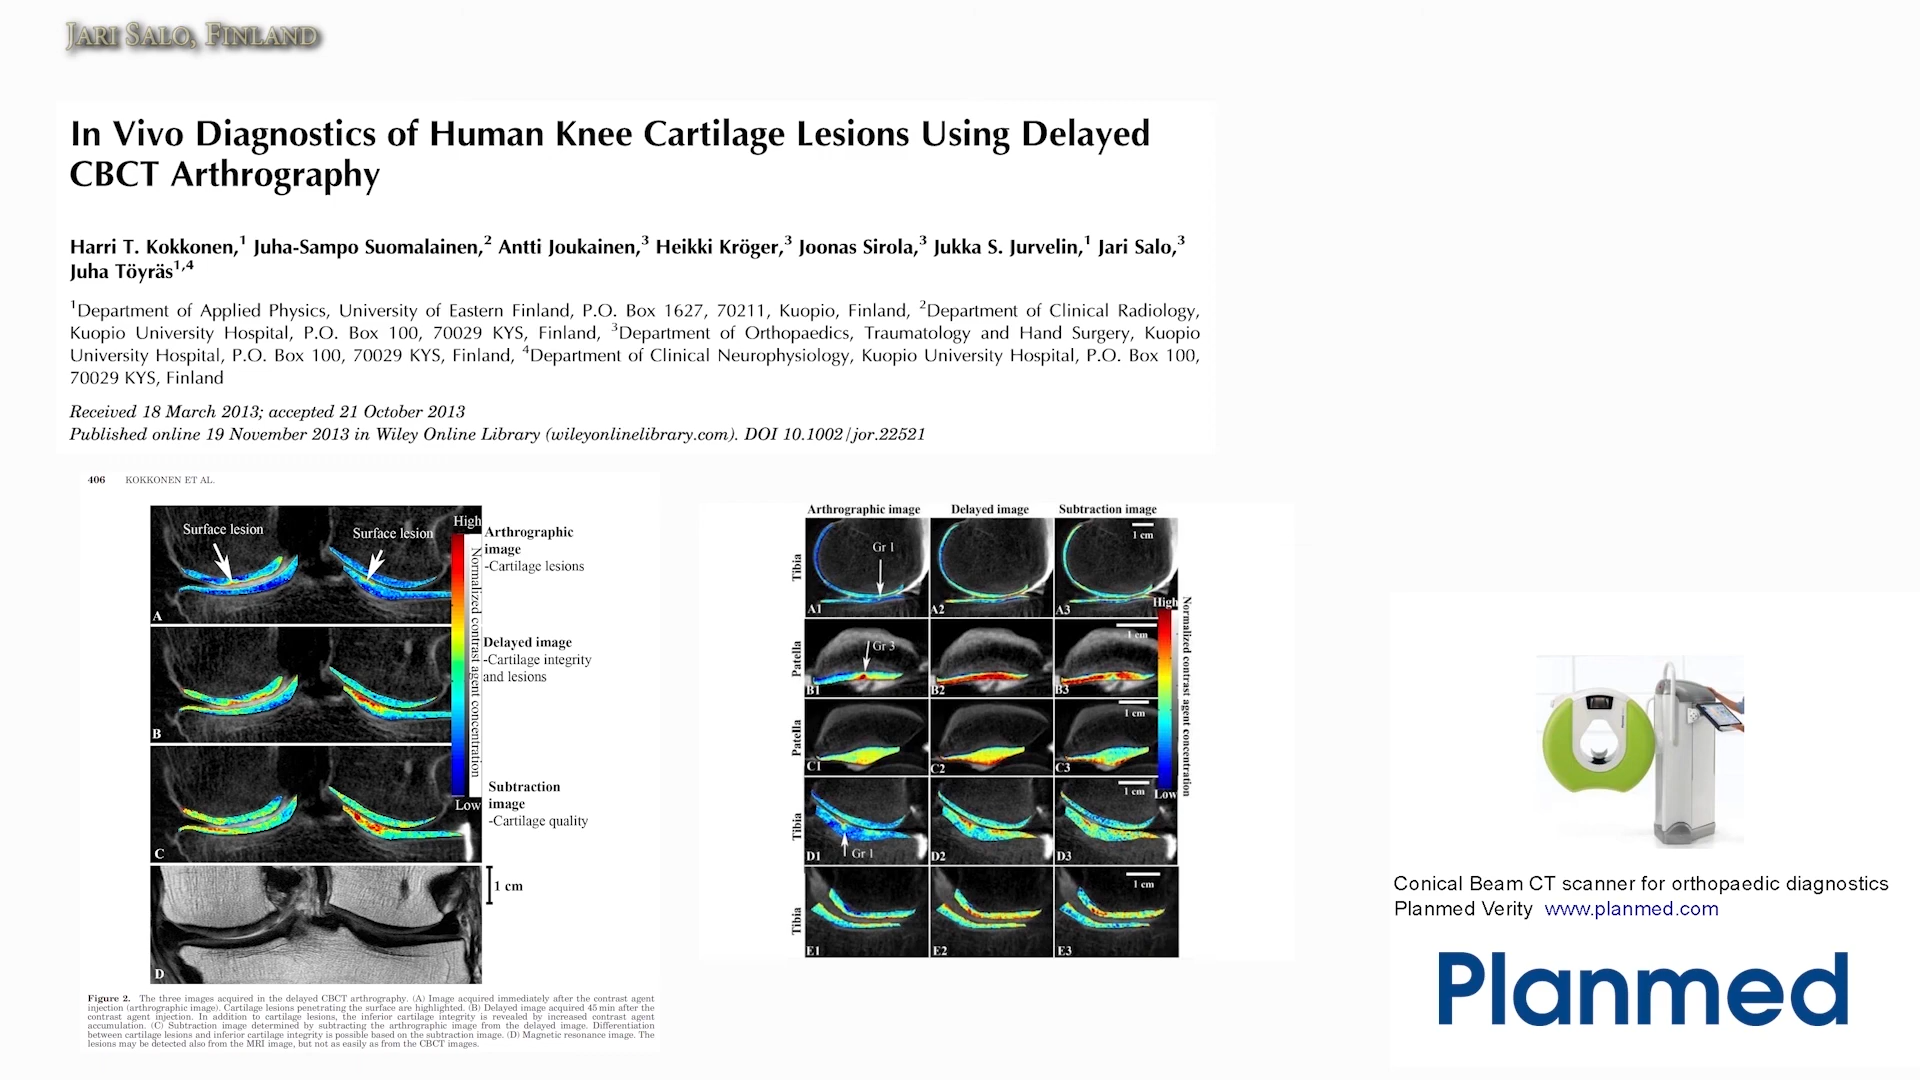 JARI SALO, FINLAND
In Vivo Diagnostics of Human Knee Cartilage Lesions Using Delayed
CBCT Arthrography
Harri T. Kokkonen,1 Juha-Sampo Suomalainen,2 Antti Joukainen,3 Heikki Kröger,3 Joonas Sirola,3 Jukka S. Jurvelin,1 Jari Salo,3
Juha Töyräs1,4
1Department of Applied Physics, University of Eastern Finland, P.O. Box 1627, 70211, Kuopio, Finland, 2Department of Clinical Radiology,
Kuopio University Hospital, P.O. Box 100, 70029 KYS, Finland, 3Department of Orthopaedics, Traumatology and Hand Surgery, Kuopio
University Hospital, P.O. Box 100, 70029 KYS, Finland, 4Department of Clinical Neurophysiology, Kuopio University Hospital, P.O. Box 100,
70029 KYS, Finland
Received 18 March 2013; accepted 21 October 2013
Published online 19 November 2013 in Wiley Online Library (wileyonlinelibrary.com). DOI 10.1002/jor.22521
406 KOKKONEN ET AL.
Surface lesion
Surface lesion
High
Normalized contrast agent concentration
Low
A
B
C
D
Arthrographic
image
-Cartilage lesions
Delayed image
-Cartilage integrity
and lesions
Subtraction
image
-Cartilage quality
1 cm
Figure 2. The three images acquired in the delayed CBCT arthrography. (A) Image acquired immediately after the contrast agent
injection (arthrographic image). Cartilage lesions penetrating the surface are highlighted. (B) Delayed image acquired 45 min after the
contrast agent injection. In addition to cartilage lesions, the inferior cartilage integrity is revealed by increased contrast agent
accumulation. (C) Subtraction image determined by subtracting the arthrographic image from the delayed image. Differentiation
between cartilage lesions and inferior cartilage integrity is possible based on the subtraction image. (D) Magnetic resonance image. The
lesions may be detected also from the MRI image, but not as easily as from the CBCT images.
Arthrographic image Delayed image Subtraction image
Tibia
Gr 1
1 cm
A1 A2 A3
Patella
Gr 3
1 cm
B1 B2 B3
Patella
1 cm
C1 C2 C3
Tibia
Gr 1
1 cm
D1 D2 D3
Tibia
1 cm
E1 E2 E3
High
Normalized contrast agent concentration
Low
Conical Beam CT scanner for orthopaedic diagnostics
Planmed Verity www.planmed.com
Planmed